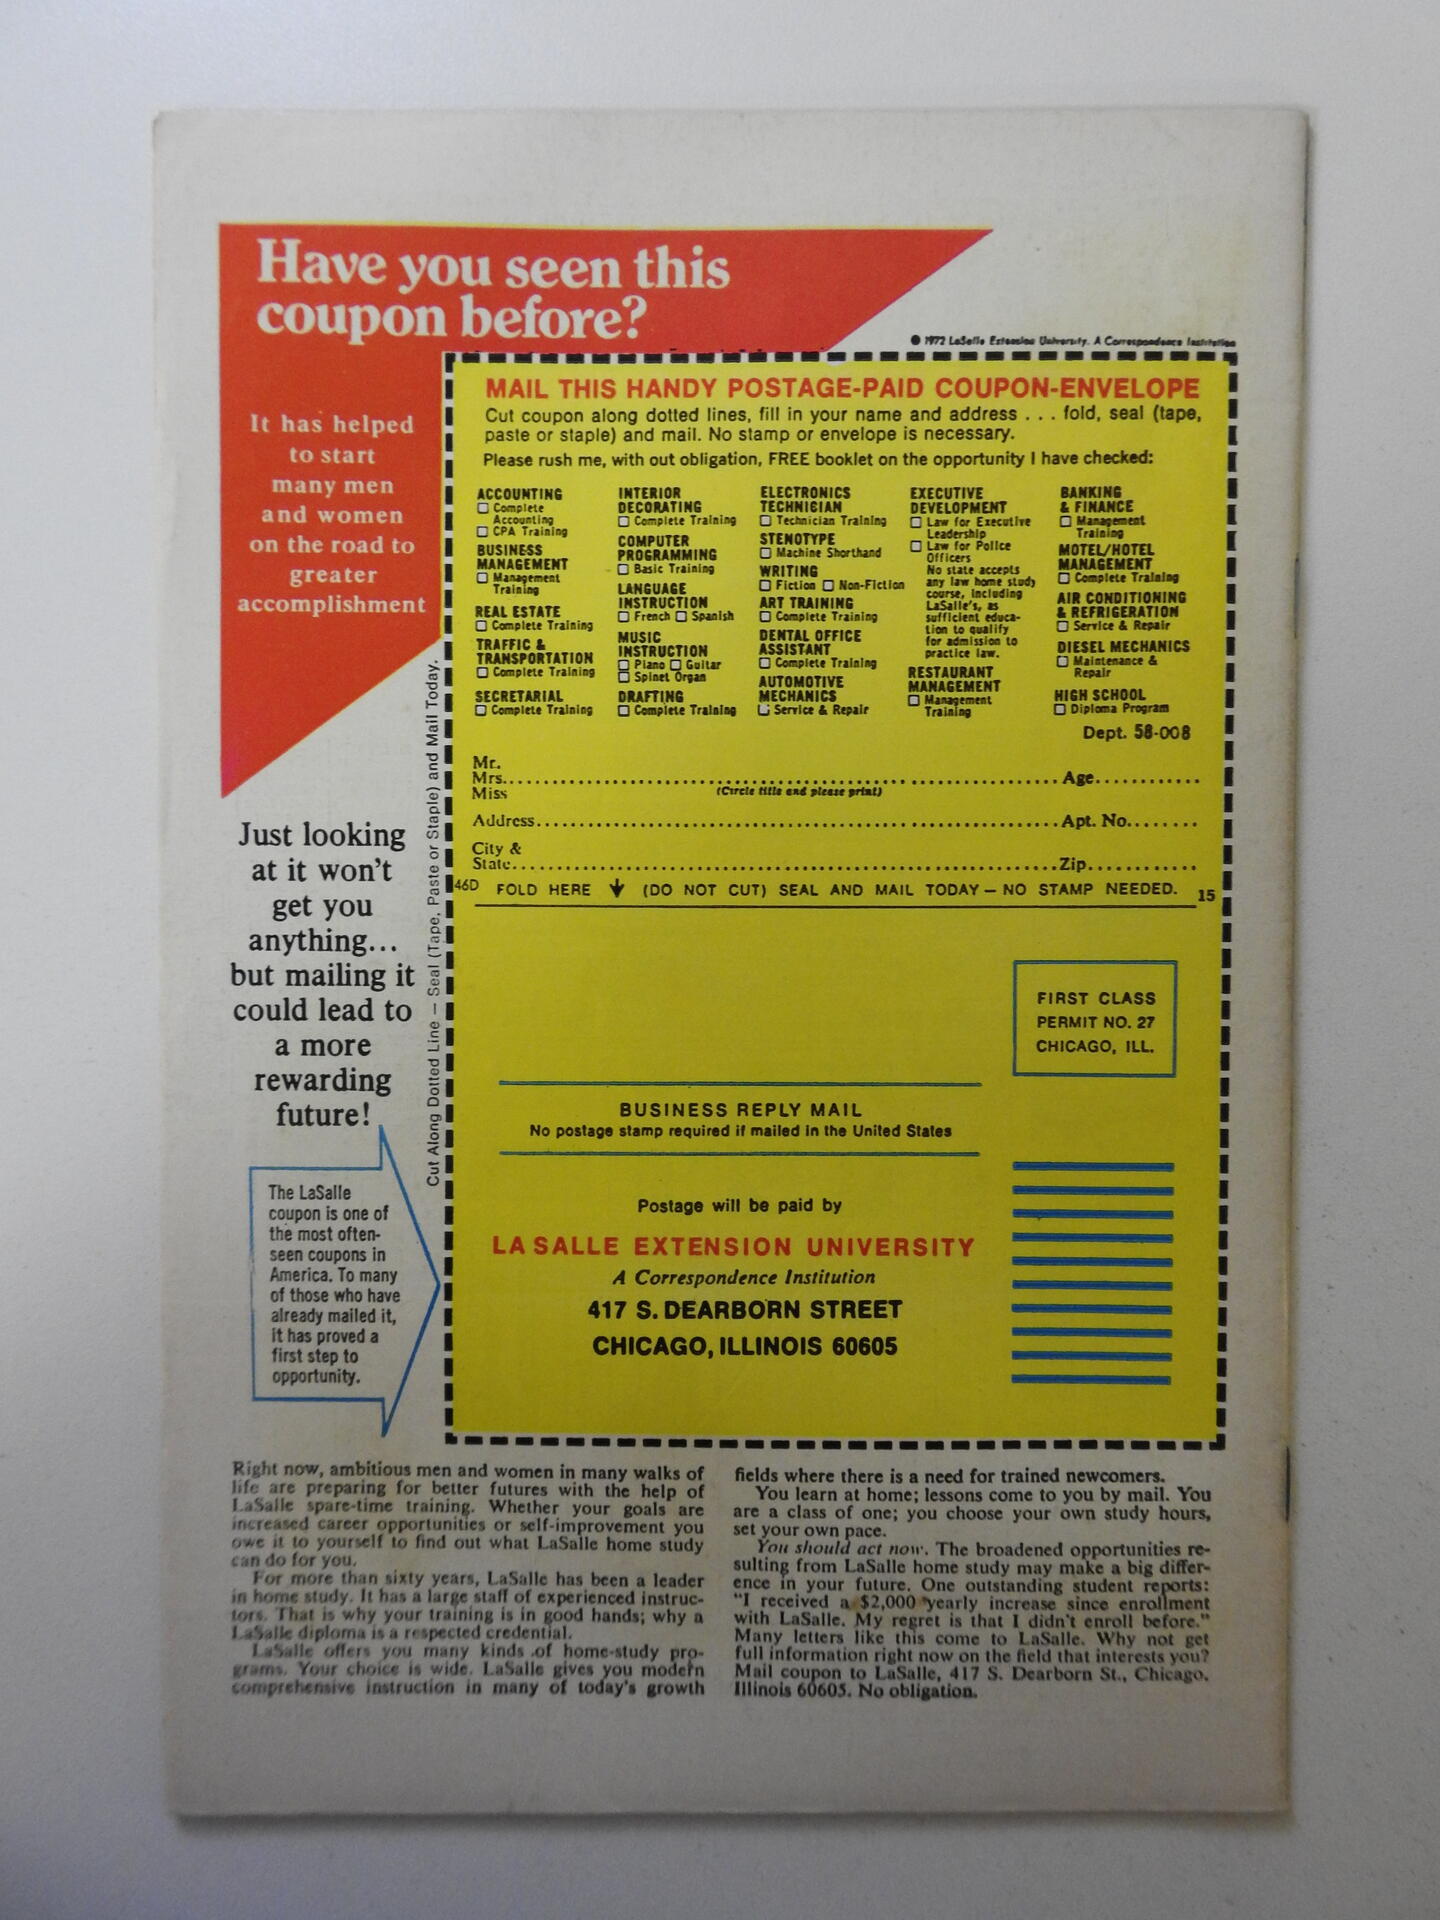 Have you seen this
coupon before?
© 1972 LaSalle Extension University. A Correspondence Institution
It has helped
to start
many men
and women
on the road to
greater
accomplishment
MAIL THIS HANDY POSTAGE-PAID COUPON-ENVELOPE
Cut coupon along dotted lines, fill in your name and address . . . fold, seal (tape,
paste or staple) and mail. No stamp or envelope is necessary.
Please rush me, with out obligation, FREE booklet on the opportunity I have checked:
ACCOUNTING
☐ Complete
Accounting
☐ CPA Training
BUSINESS
MANAGEMENT
☐ Management
Training
REAL ESTATE
☐ Complete Training
TRAFFIC &
TRANSPORTATION
☐ Complete Training
SECRETARIAL
☐ Complete Training
INTERIOR
DECORATING
☐ Complete Training
COMPUTER
PROGRAMMING
☐ Basic Training
LANGUAGE
INSTRUCTION
☐ French ☐ Spanish
MUSIC
INSTRUCTION
☐ Piano ☐ Guitar
☐ Spinet Organ
DRAFTING
☐ Complete Training
ELECTRONICS
TECHNICIAN
☐ Technician Training
STENOTYPE
☐ Machine Shorthand
WRITING
☐ Fiction ☐ Non-Fiction
ART TRAINING
☐ Complete Training
DENTAL OFFICE
ASSISTANT
☐ Complete Training
AUTOMOTIVE
MECHANICS
☐ Service & Repair
EXECUTIVE
DEVELOPMENT
☐ Law for Executive
Leadership
☐ Law for Police
Officers
No state accepts
any law home study
course, including
LaSalle's, as
sufficient educa-
tion to qualify
for admission to
practice law.
RESTAURANT
MANAGEMENT
☐ Management
Training
BANKING
& FINANCE
☐ Management
Training
MOTEL/HOTEL
MANAGEMENT
☐ Complete Training
AIR CONDITIONING
& REFRIGERATION
☐ Service & Repair
DIESEL MECHANICS
☐ Maintenance &
Repair
HIGH SCHOOL
☐ Diploma Program
Dept. 58-008
Mr.
Mrs. Age
Miss (Circle title and please print)
Address Apt. No.
City &
State Zip
46D FOLD HERE ↓ (DO NOT CUT) SEAL AND MAIL TODAY – NO STAMP NEEDED. 15
Cut Along Dotted Line – Seal (Tape, Paste or Staple) and Mail Today.
Just looking
at it won't
get you
anything...
but mailing it
could lead to
a more
rewarding
future!
The LaSalle
coupon is one of
the most often-
seen coupons in
America. To many
of those who have
already mailed it,
it has proved a
first step to
opportunity.
FIRST CLASS
PERMIT NO. 27
CHICAGO, ILL.
BUSINESS REPLY MAIL
No postage stamp required if mailed in the United States
Postage will be paid by
LA SALLE EXTENSION UNIVERSITY
A Correspondence Institution
417 S. DEARBORN STREET
CHICAGO, ILLINOIS 60605
Right now, ambitious men and women in many walks of
life are preparing for better futures with the help of
LaSalle spare-time training. Whether your goals are
increased career opportunities or self-improvement you
owe it to yourself to find out what LaSalle home study
can do for you.
For more than sixty years, LaSalle has been a leader
in home study. It has a large staff of experienced instruc-
tors. That is why your training is in good hands; why a
LaSalle diploma is a respected credential.
LaSalle offers you many kinds of home-study pro-
grams. Your choice is wide. LaSalle gives you modern
comprehensive instruction in many of today's growth
fields where there is a need for trained newcomers.
You learn at home; lessons come to you by mail. You
are a class of one; you choose your own study hours,
set your own pace.
You should act now. The broadened opportunities re-
sulting from LaSalle home study may make a big differ-
ence in your future. One outstanding student reports:
"I received a $2,000 yearly increase since enrollment
with LaSalle. My regret is that I didn't enroll before."
Many letters like this come to LaSalle. Why not get
full information right now on the field that interests you?
Mail coupon to LaSalle, 417 S. Dearborn St., Chicago,
Illinois 60605. No obligation.